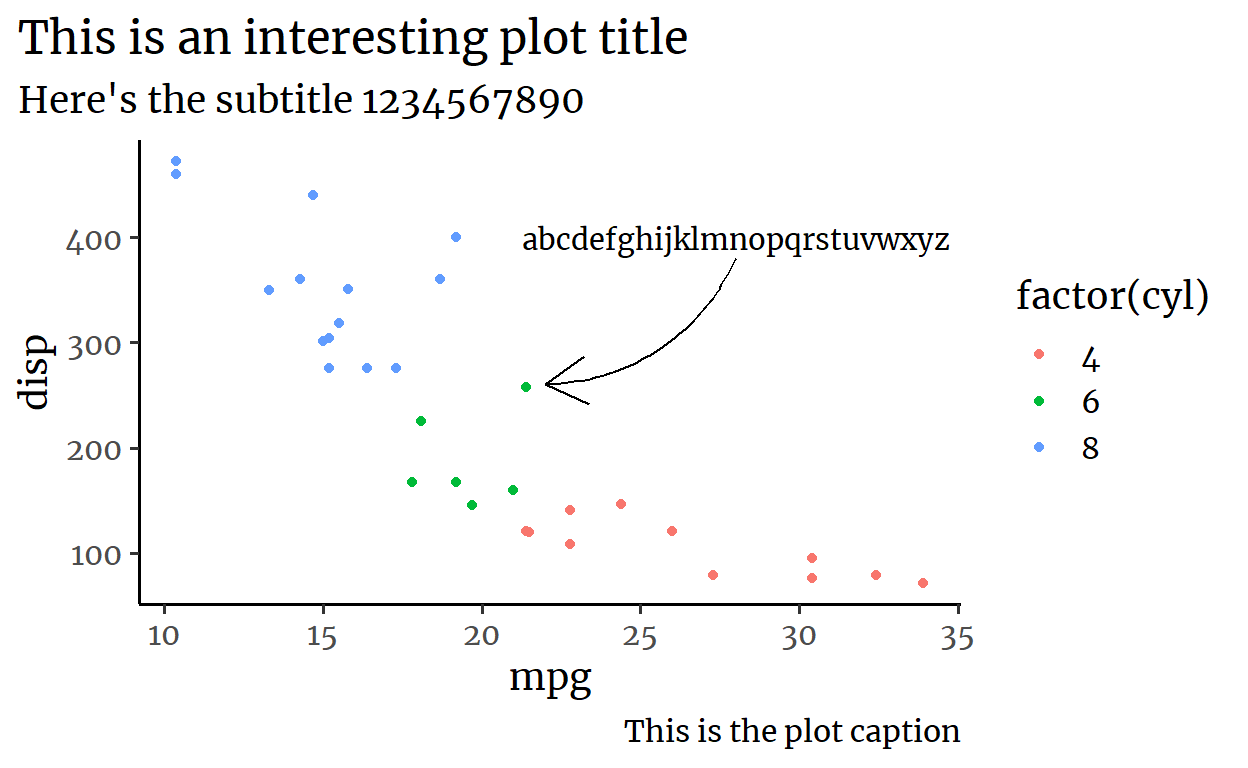 This is an interesting plot title
Here's the subtitle 1234567890
disp
400
300
200
100
abcdefghijklmnopqrstuvwxyz
factor(cyl)
4
6
8
10 15 20 25 30 35
mpg
This is the plot caption